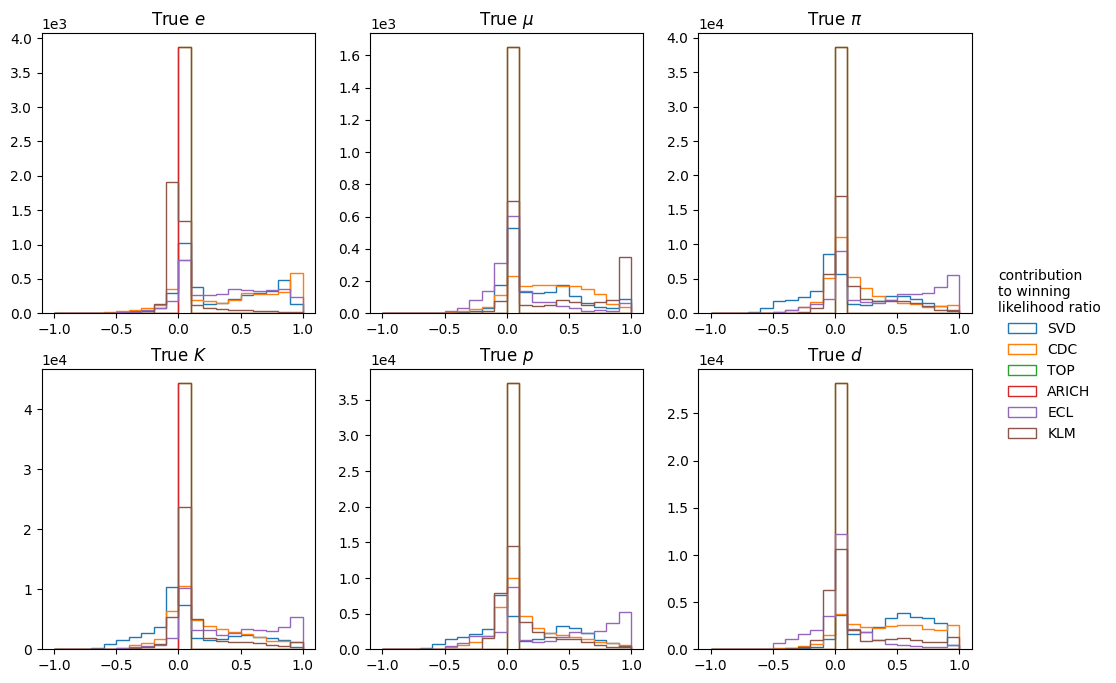 True e
True μ
True π
1e3
1e3
1e4
4.0
3.5
3.0
2.5
2.0
1.5
1.0
0.5
0.0
1.6
1.4
1.2
1.0
0.8
0.6
0.4
0.2
0.0
4.0
3.5
3.0
2.5
2.0
1.5
1.0
0.5
0.0
−1.0 −0.5 0.0 0.5 1.0
−1.0 −0.5 0.0 0.5 1.0
−1.0 −0.5 0.0 0.5 1.0
contribution
to winning
likelihood ratio
SVD
CDC
TOP
ARICH
ECL
KLM
True K
True p
True d
1e4
1e4
1e4
4
3
2
1
0
3.5
3.0
2.5
2.0
1.5
1.0
0.5
0.0
2.5
2.0
1.5
1.0
0.5
0.0
−1.0 −0.5 0.0 0.5 1.0
−1.0 −0.5 0.0 0.5 1.0
−1.0 −0.5 0.0 0.5 1.0